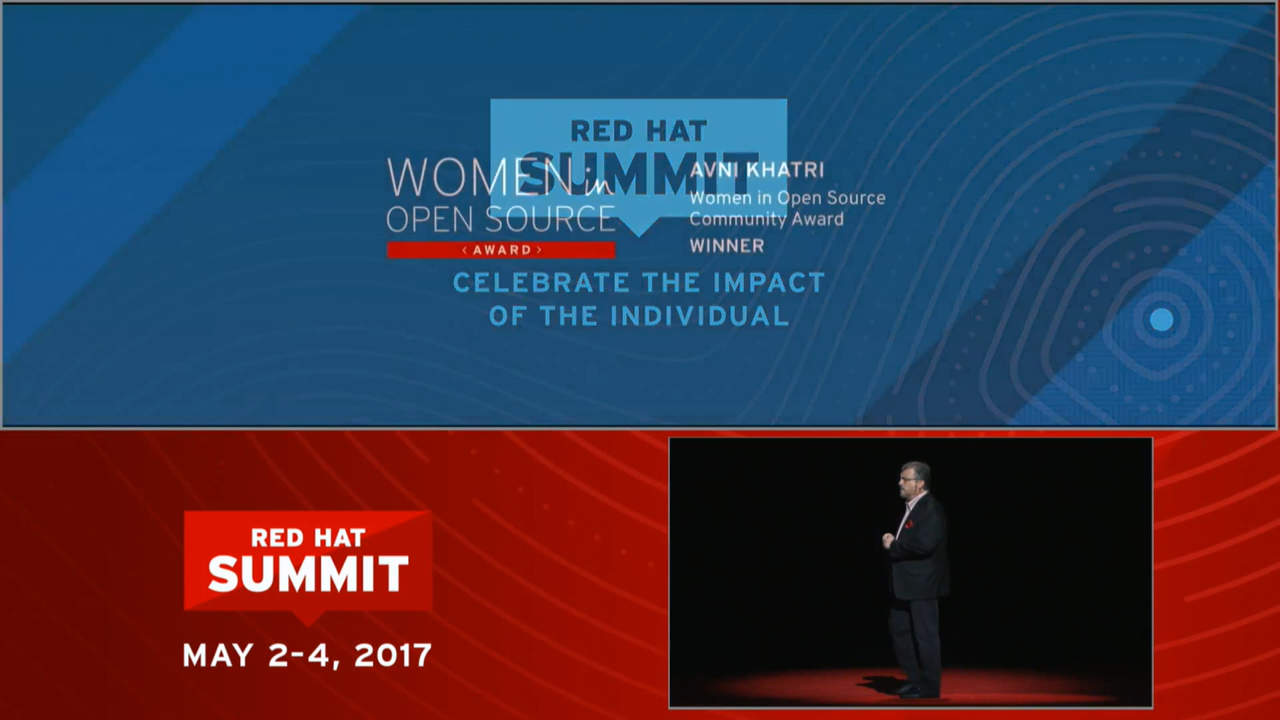 RED HAT
SUMMIT
WOMEN in
OPEN SOURCE
‹ AWARD ›
AVNI KHATRI
Women in Open Source
Community Award
WINNER
CELEBRATE THE IMPACT
OF THE INDIVIDUAL
RED HAT
SUMMIT
MAY 2-4, 2017